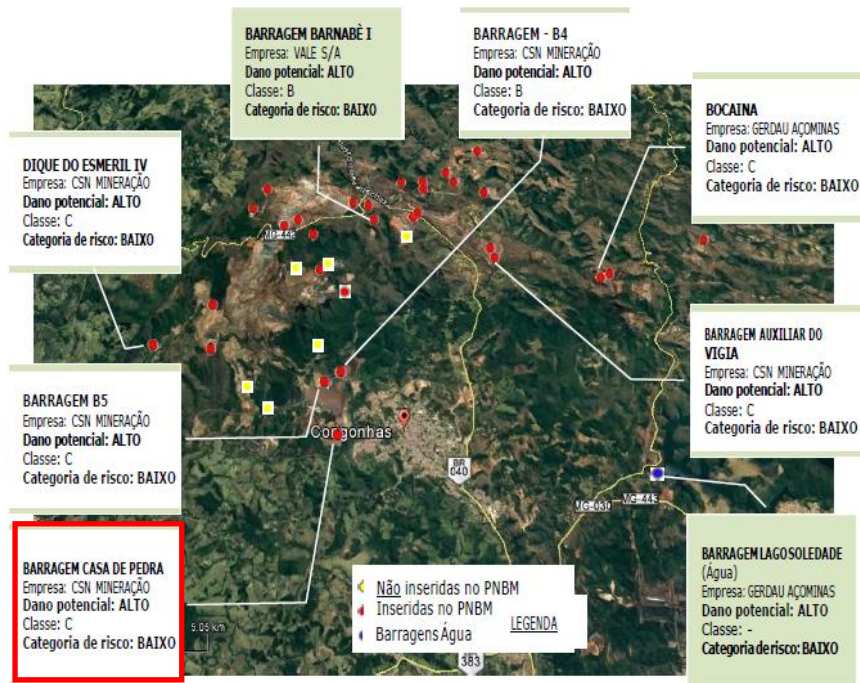 BARRAGEM BARNABÈ I
Empresa: VALE S/A
Dano potencial: ALTO
Classe: B
Categoria de risco: BAIXO
BARRAGEM - B4
Empresa: CSN MINERAÇÃO
Dano potencial: ALTO
Classe: B
Categoria de risco: BAIXO
BOCAINA
Empresa: GERDAU AÇOMINAS
Dano potencial: ALTO
Classe: C
Categoria de risco: BAIXO
DIQUE DO ESMERIL IV
Empresa: CSN MINERAÇÃO
Dano potencial: ALTO
Classe: C
Categoria de risco: BAIXO
MG-442
BARRAGEM AUXILIAR DO
VIGIA
Empresa: CSN MINERAÇÃO
Dano potencial: ALTO
Classe: C
Categoria de risco: BAIXO
BARRAGEM B5
Empresa: CSN MINERAÇÃO
Dano potencial: ALTO
Classe: C
Categoria de risco: BAIXO
Congonhas
BR
040
MG-030
MG-443
BARRAGEM CASA DE PEDRA
Empresa: CSN MINERAÇÃO
Dano potencial: ALTO
Classe: C
Categoria de risco: BAIXO
5.05 km
Não inseridas no PNBM
Inseridas no PNBM
LEGENDA
Barragens Água
383
BARRAGEM LAGO SOLEDADE
(Água)
Empresa: GERDAU AÇOMINAS
Dano potencial: ALTO
Classe: -
Categoria de risco: BAIXO